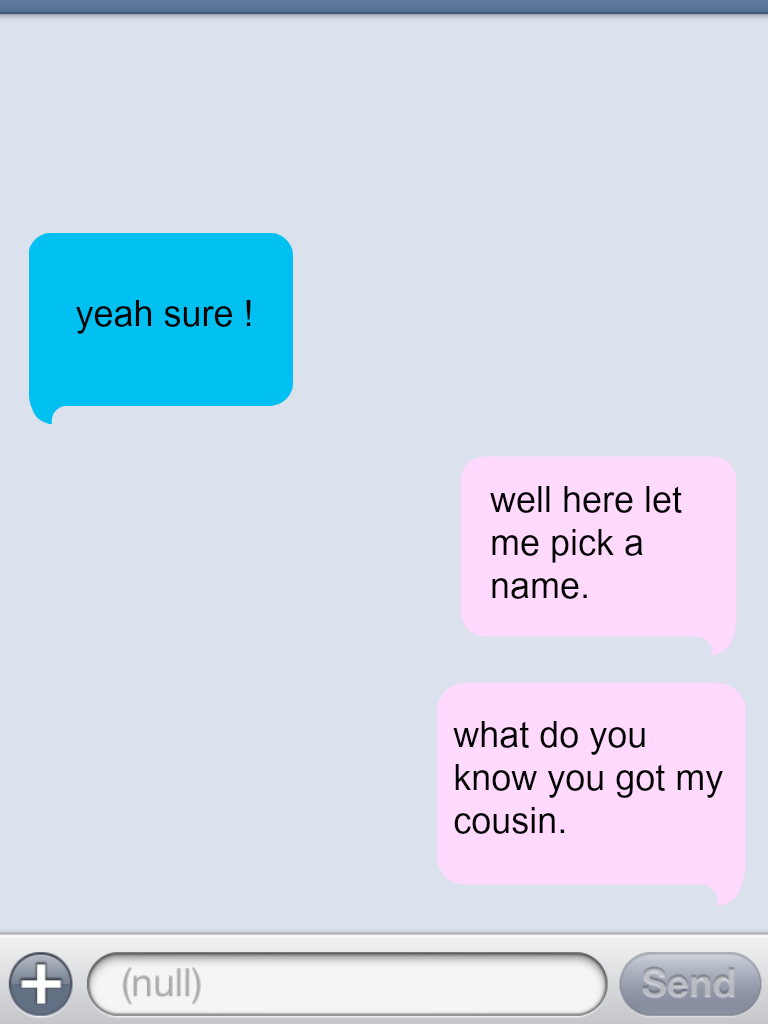 yeah sure !
well here let
me pick a
name.
what do you
know you got my
cousin.
(null)
Send